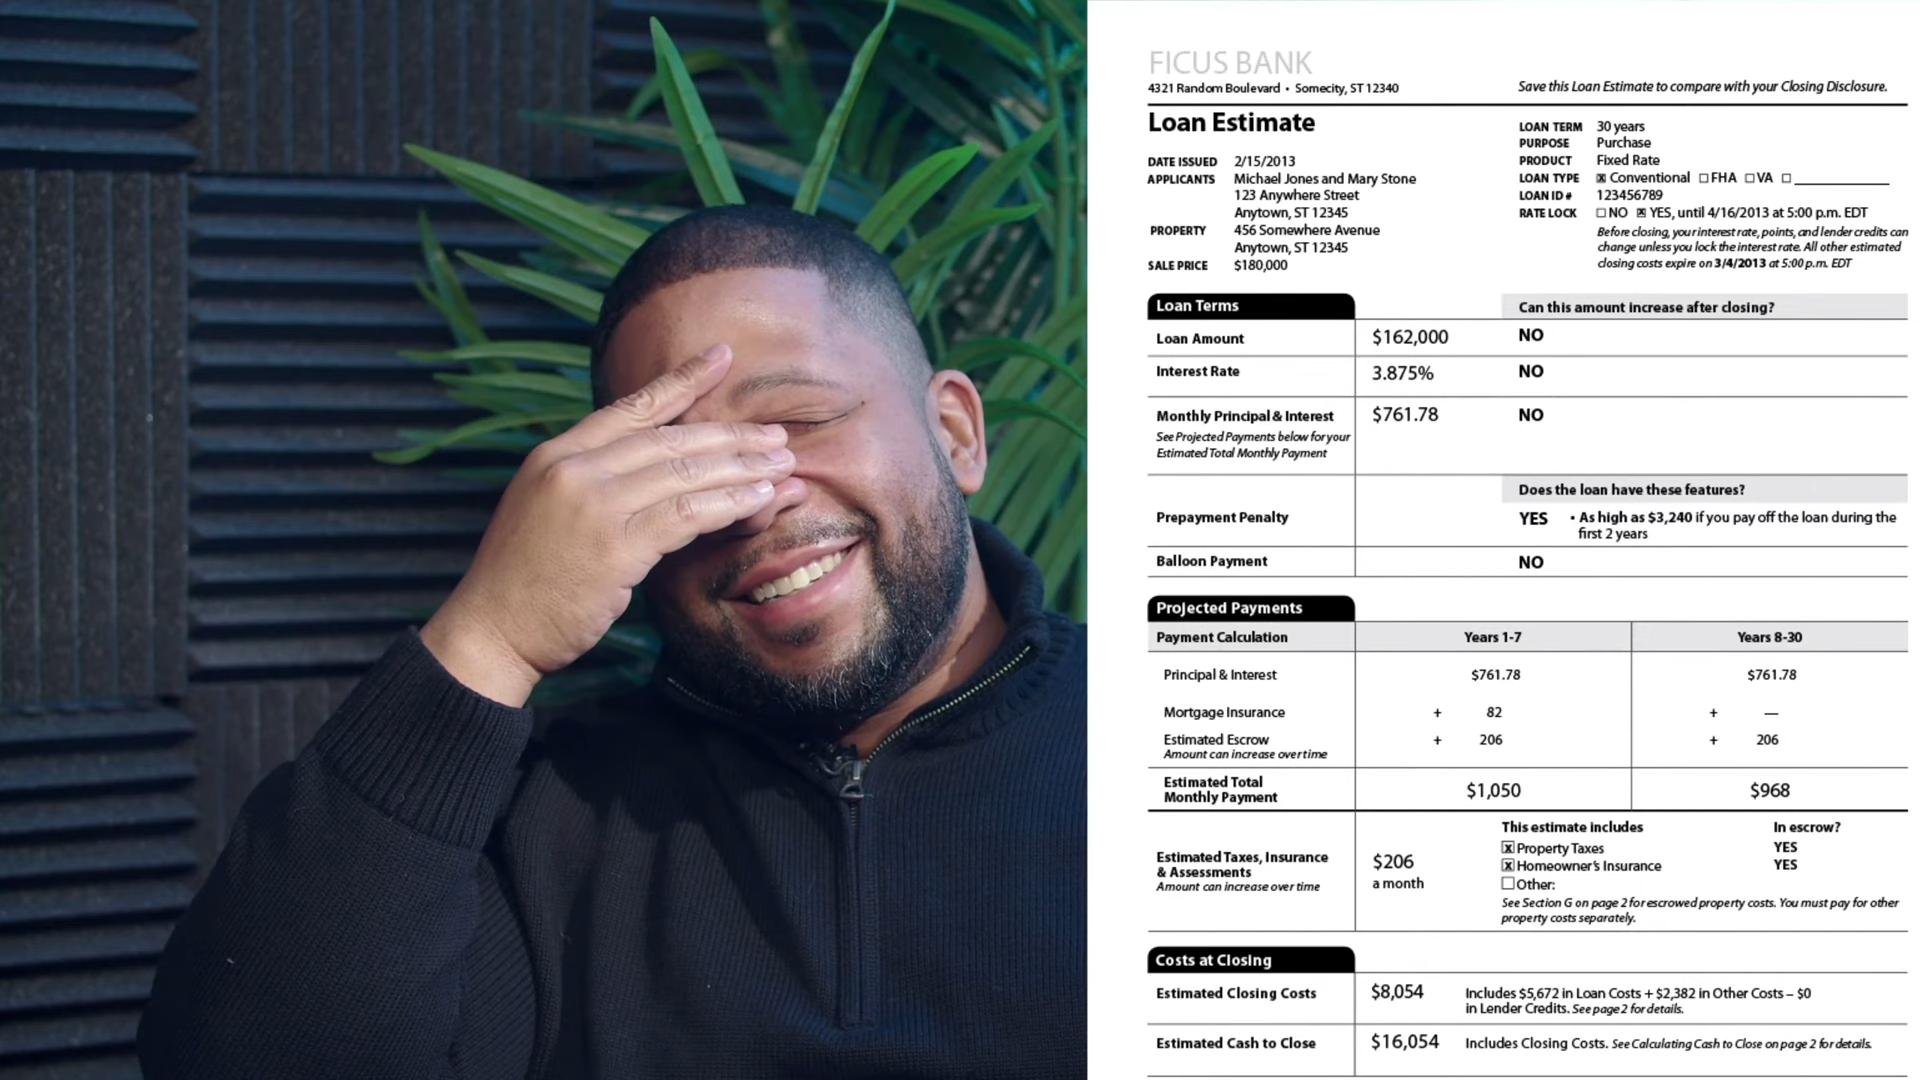 FICUS BANK
4321 Random Boulevard • Somecity, ST 12340
Save this Loan Estimate to compare with your Closing Disclosure.
Loan Estimate
DATE ISSUED 2/15/2013
APPLICANTS Michael Jones and Mary Stone
123 Anywhere Street
Anytown, ST 12345
PROPERTY 456 Somewhere Avenue
Anytown, ST 12345
SALE PRICE $180,000
LOAN TERM 30 years
PURPOSE Purchase
PRODUCT Fixed Rate
LOAN TYPE ☒ Conventional ☐ FHA ☐ VA ☐ ____________
LOAN ID # 123456789
RATE LOCK ☐ NO ☒ YES, until 4/16/2013 at 5:00 p.m. EDT
Before closing, your interest rate, points, and lender credits can
change unless you lock the interest rate. All other estimated
closing costs expire on 3/4/2013 at 5:00 p.m. EDT
Loan Terms Can this amount increase after closing?
Loan Amount $162,000 NO
Interest Rate 3.875% NO
Monthly Principal & Interest $761.78 NO
See Projected Payments below for your
Estimated Total Monthly Payment
Does the loan have these features?
Prepayment Penalty YES • As high as $3,240 if you pay off the loan during the
first 2 years
Balloon Payment NO
Projected Payments
Payment Calculation Years 1-7 Years 8-30
Principal & Interest $761.78 $761.78
Mortgage Insurance + 82 + —
Estimated Escrow + 206 + 206
Amount can increase over time
Estimated Total
Monthly Payment $1,050 $968
Estimated Taxes, Insurance
& Assessments
Amount can increase over time
$206
a month
This estimate includes In escrow?
☒ Property Taxes YES
☒ Homeowner's Insurance YES
☐ Other:
See Section G on page 2 for escrowed property costs. You must pay for other
property costs separately.
Costs at Closing
Estimated Closing Costs $8,054 Includes $5,672 in Loan Costs + $2,382 in Other Costs – $0
in Lender Credits. See page 2 for details.
Estimated Cash to Close $16,054 Includes Closing Costs. See Calculating Cash to Close on page 2 for details.